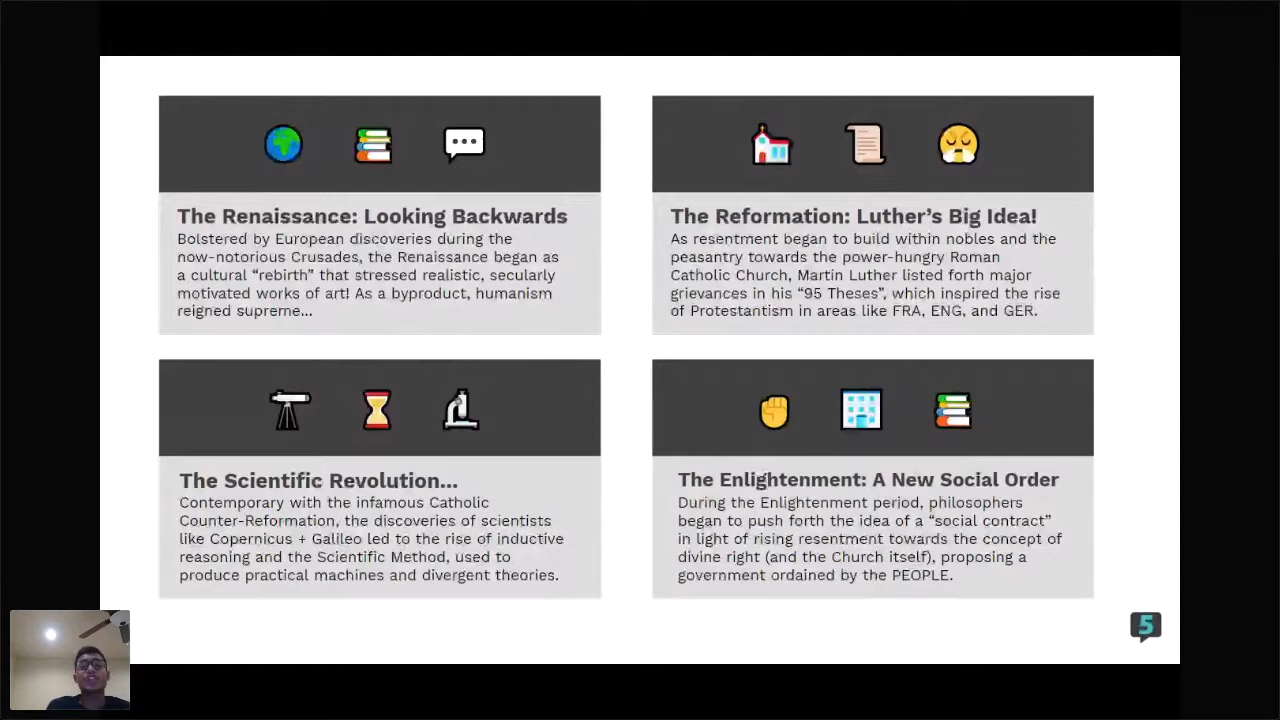 The Renaissance: Looking Backwards
Bolstered by European discoveries during the
now-notorious Crusades, the Renaissance began as
a cultural “rebirth” that stressed realistic, secularly
motivated works of art! As a byproduct, humanism
reigned supreme...
The Reformation: Luther’s Big Idea!
As resentment began to build within nobles and the
peasantry towards the power-hungry Roman
Catholic Church, Martin Luther listed forth major
grievances in his “95 Theses”, which inspired the rise
of Protestantism in areas like FRA, ENG, and GER.
The Scientific Revolution...
Contemporary with the infamous Catholic
Counter-Reformation, the discoveries of scientists
like Copernicus + Galileo led to the rise of inductive
reasoning and the Scientific Method, used to
produce practical machines and divergent theories.
The Enlightenment: A New Social Order
During the Enlightenment period, philosophers
began to push forth the idea of a “social contract”
in light of rising resentment towards the concept of
divine right (and the Church itself), proposing a
government ordained by the PEOPLE.
5